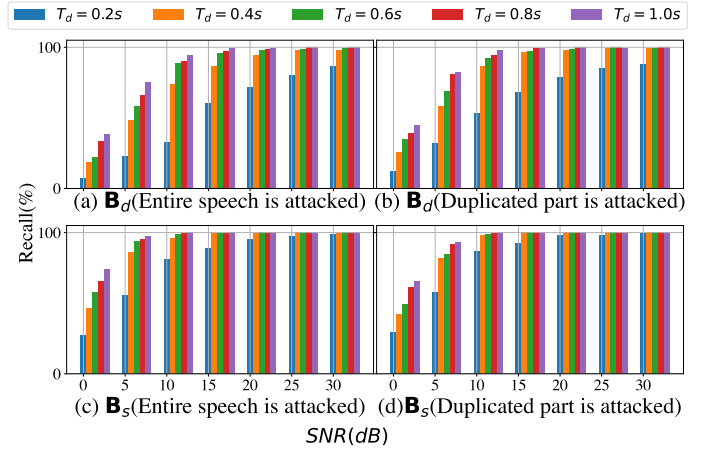 T_d = 0.2s T_d = 0.4s T_d = 0.6s T_d = 0.8s T_d = 1.0s
100
0
(a) B_d(Entire speech is attacked) (b) B_d(Duplicated part is attacked)
Recall(%)
100
0
0 5 10 15 20 25 30 0 5 10 15 20 25 30
(c) B_s(Entire speech is attacked) (d)B_s(Duplicated part is attacked)
SNR(dB)